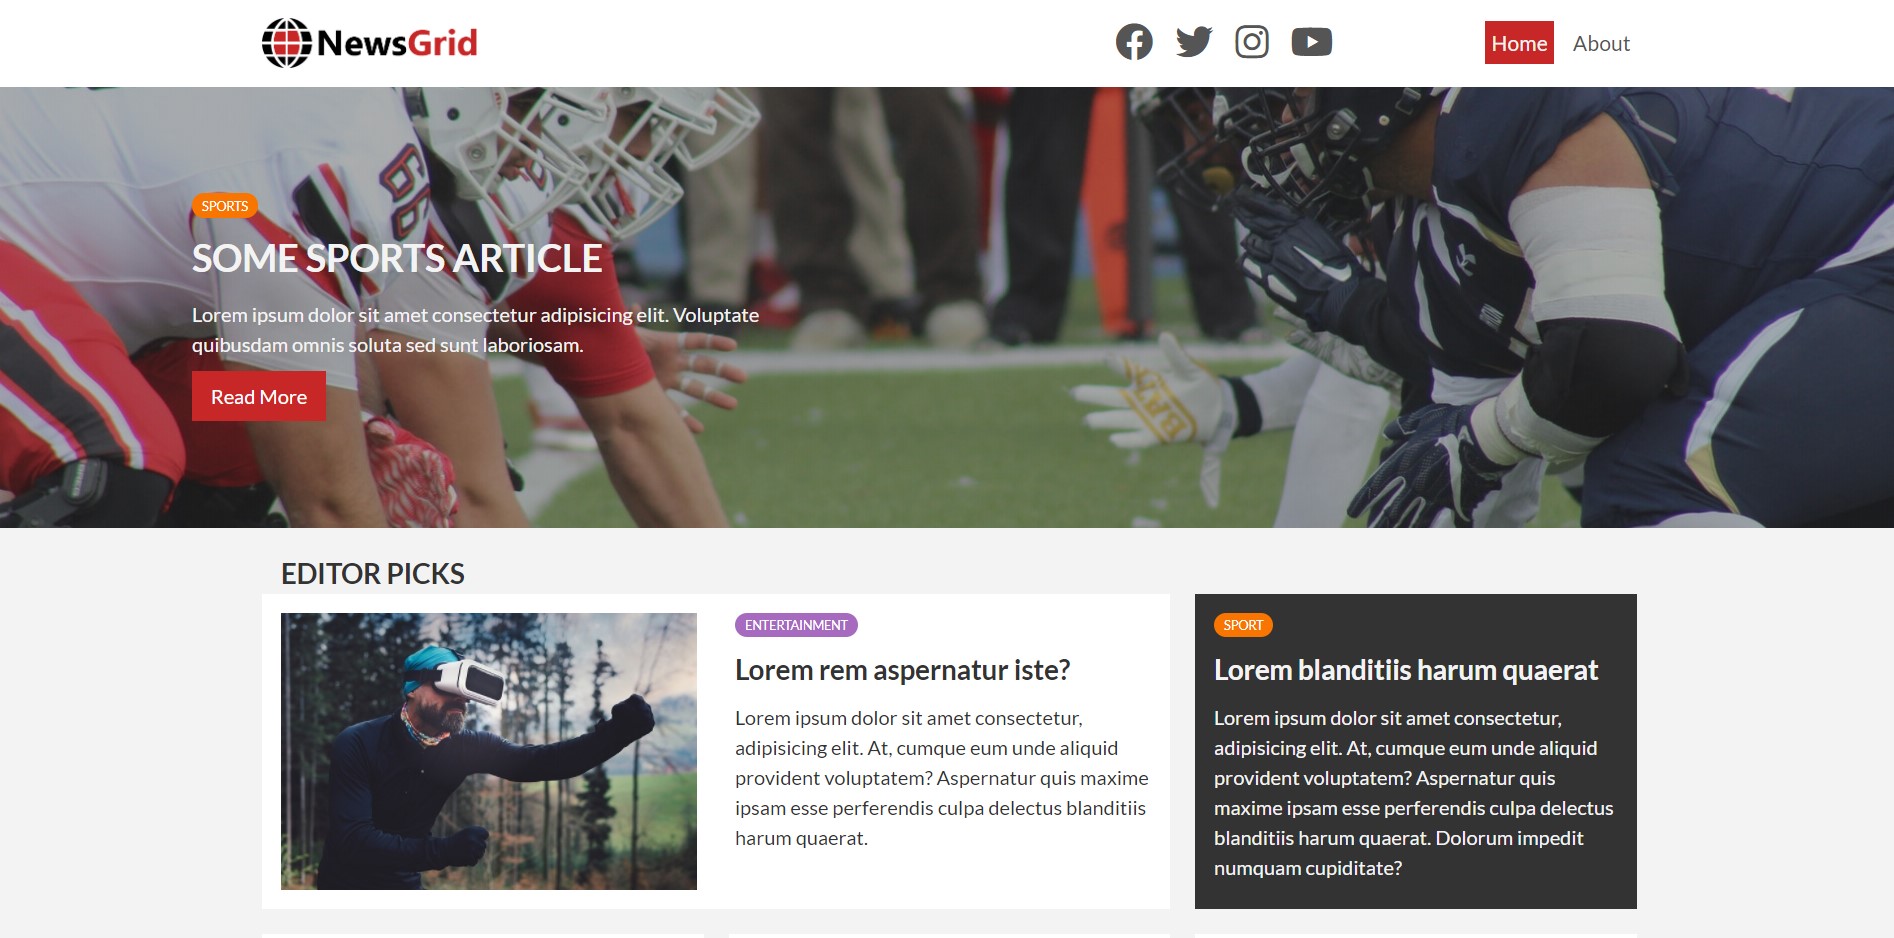 NewsGrid
Home
About
SPORTS
SOME SPORTS ARTICLE
Lorem ipsum dolor sit amet consectetur adipisicing elit. Voluptate
quibusdam omnis soluta sed sunt laboriosam.
Read More
EDITOR PICKS
ENTERTAINMENT
Lorem rem aspernatur iste?
Lorem ipsum dolor sit amet consectetur,
adipisicing elit. At, cumque eum unde aliquid
provident voluptatem? Aspernatur quis maxime
ipsam esse perferendis culpa delectus blanditiis
harum quaerat.
SPORT
Lorem blanditiis harum quaerat
Lorem ipsum dolor sit amet consectetur,
adipisicing elit. At, cumque eum unde aliquid
provident voluptatem? Aspernatur quis
maxime ipsam esse perferendis culpa delectus
blanditiis harum quaerat. Dolorum impedit
numquam cupiditate?